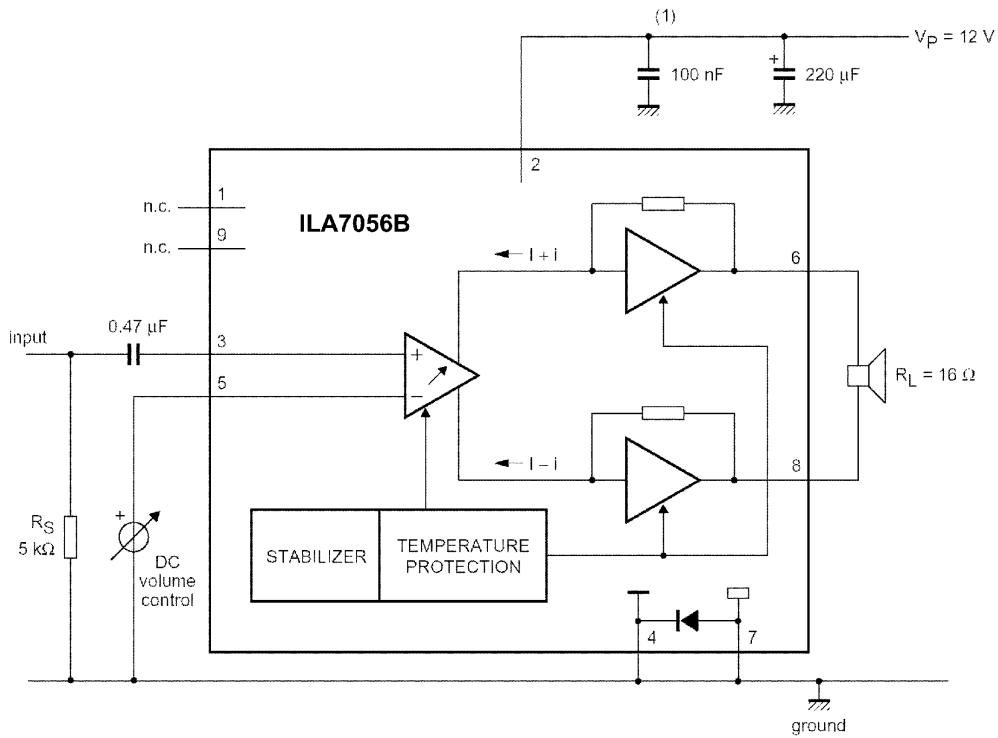 (1)
V_P = 12 V
100 nF
+
220 µF
2
1
n.c.
ILA7056B
9
n.c.
I + i
6
0.47 µF
input
3
+
5
−
R_L = 16 Ω
I − i
8
R_S
5 kΩ
+
DC
volume
control
STABILIZER
TEMPERATURE
PROTECTION
4
7
ground